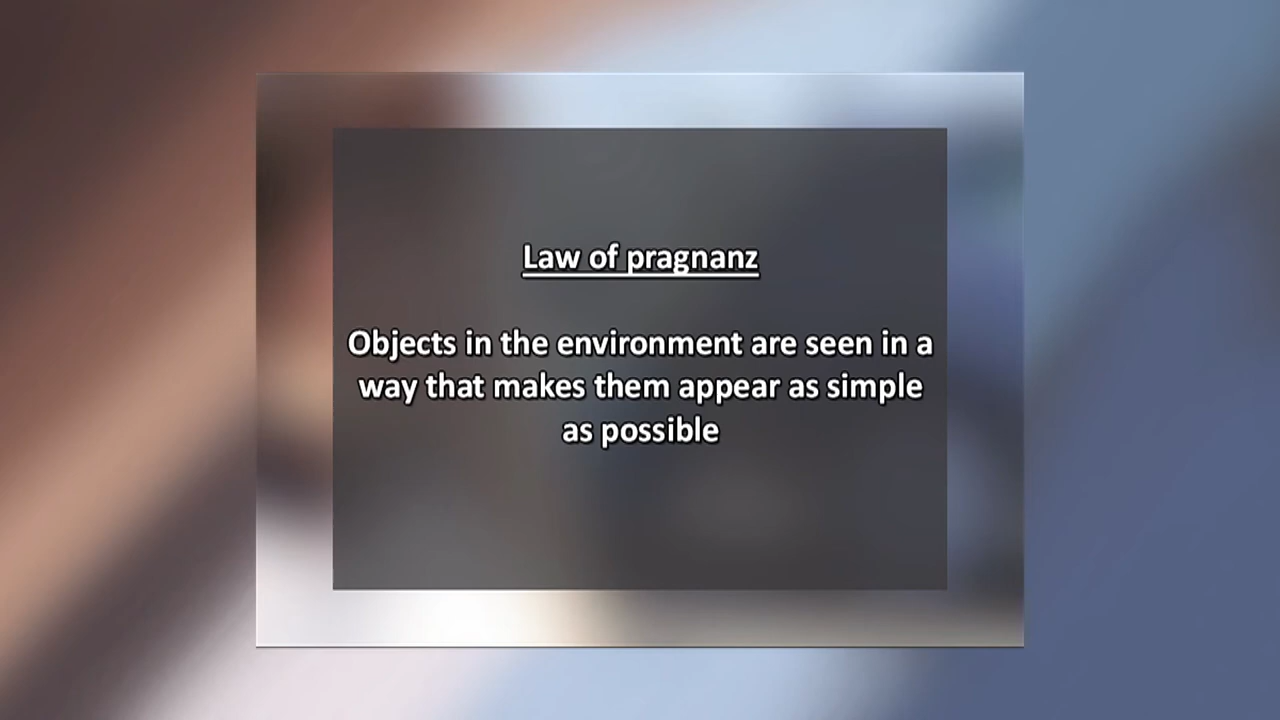 Law of pragnanz
Objects in the environment are seen in a
way that makes them appear as simple
as possible